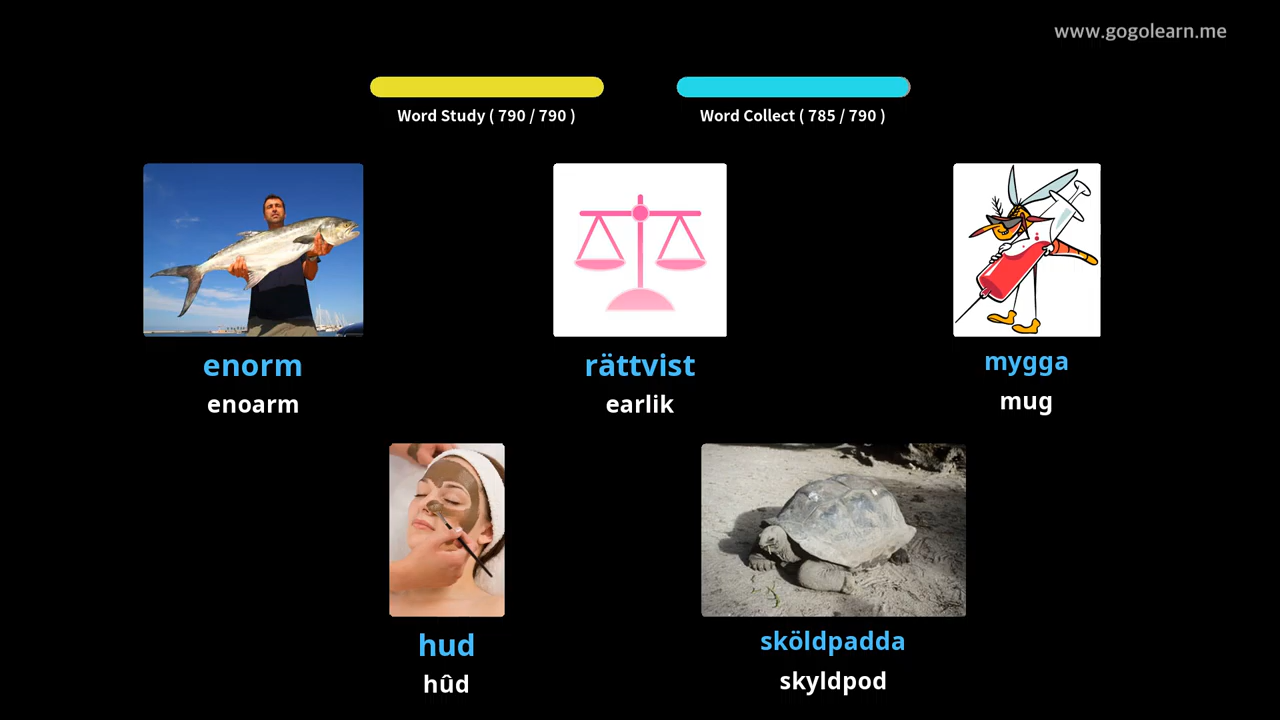 www.gogolearn.me
Word Study ( 790 / 790 )
Word Collect ( 785 / 790 )
enorm
enoarm
rättvist
earlik
mygga
mug
hud
hûd
sköldpadda
skyldpod